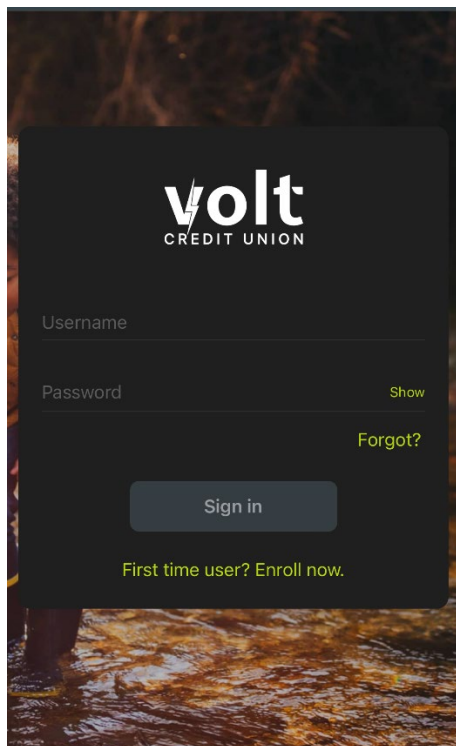 volt
CREDIT UNION
Username
Password Show
Forgot?
Sign in
First time user? Enroll now.